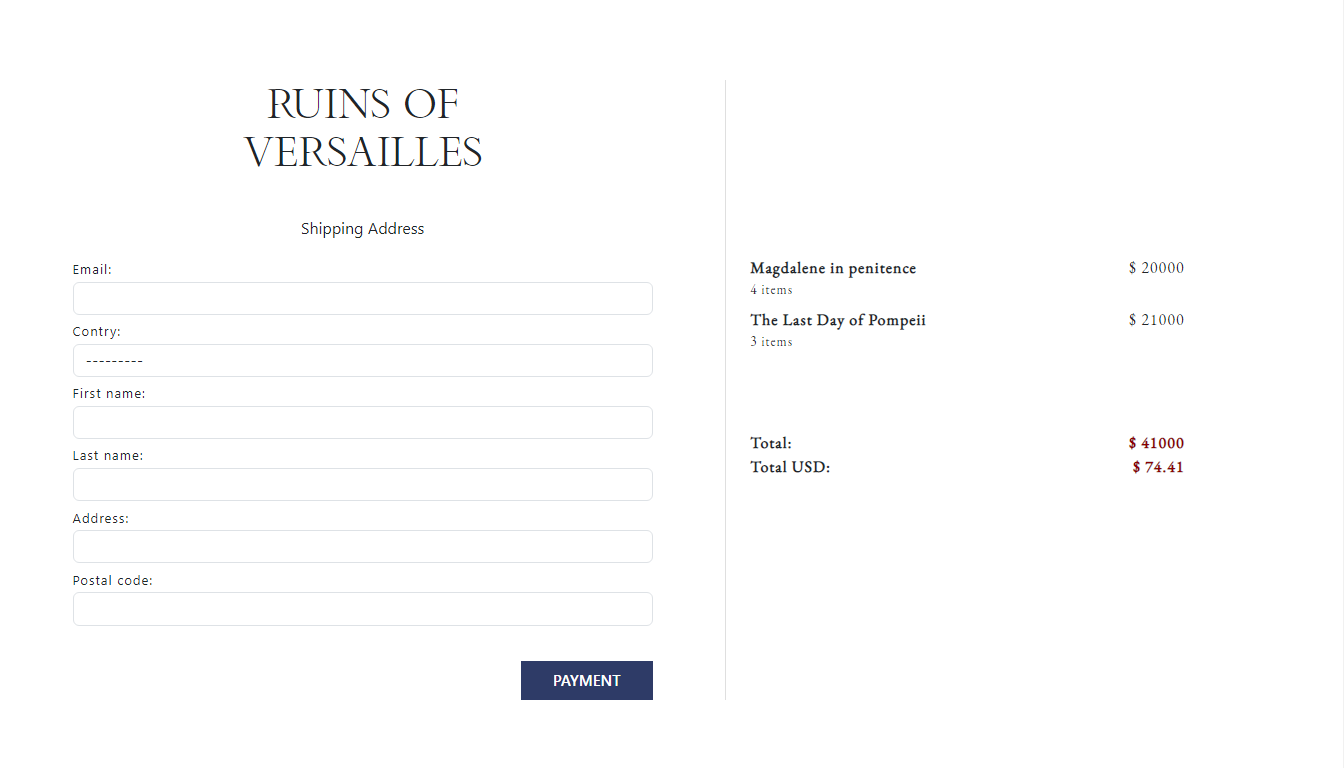 RUINS OF
VERSAILLES
Shipping Address
Email:
Contry:
---------
First name:
Last name:
Address:
Postal code:
PAYMENT
Magdalene in penitence $ 20000
4 items
The Last Day of Pompeii $ 21000
3 items
Total: $ 41000
Total USD: $ 74.41